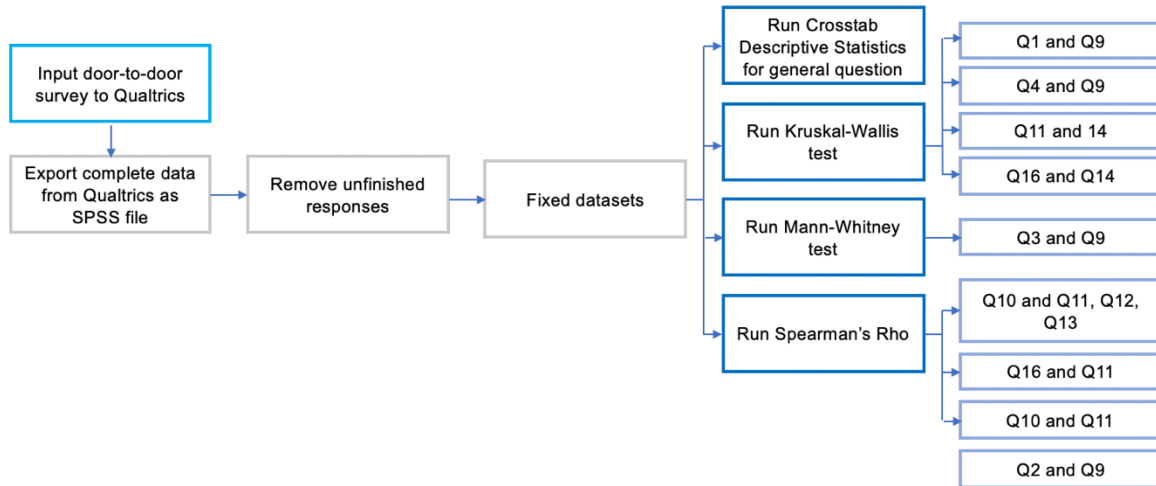 Input door-to-door
survey to Qualtrics
Export complete data
from Qualtrics as
SPSS file
Remove unfinished
responses
Fixed datasets
Run Crosstab
Descriptive Statistics
for general question
Run Kruskal-Wallis
test
Run Mann-Whitney
test
Run Spearman’s Rho
Q1 and Q9
Q4 and Q9
Q11 and 14
Q16 and Q14
Q3 and Q9
Q10 and Q11, Q12,
Q13
Q16 and Q11
Q10 and Q11
Q2 and Q9